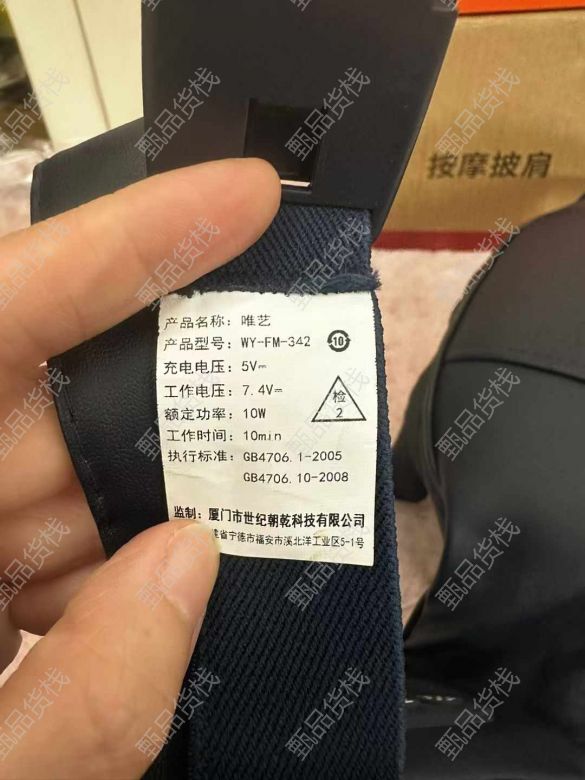 按摩披肩
产品名称：唯艺
产品型号：WY-FM-342
10
充电电压：5V⎓
工作电压：7.4V⎓
额定功率：10W
检
2
工作时间：10min
执行标准：GB4706.1-2005
GB4706.10-2008
监制：厦门市世纪朝乾科技有限公司
省宁德市福安市溪北洋工业区5-1号
甄品货栈